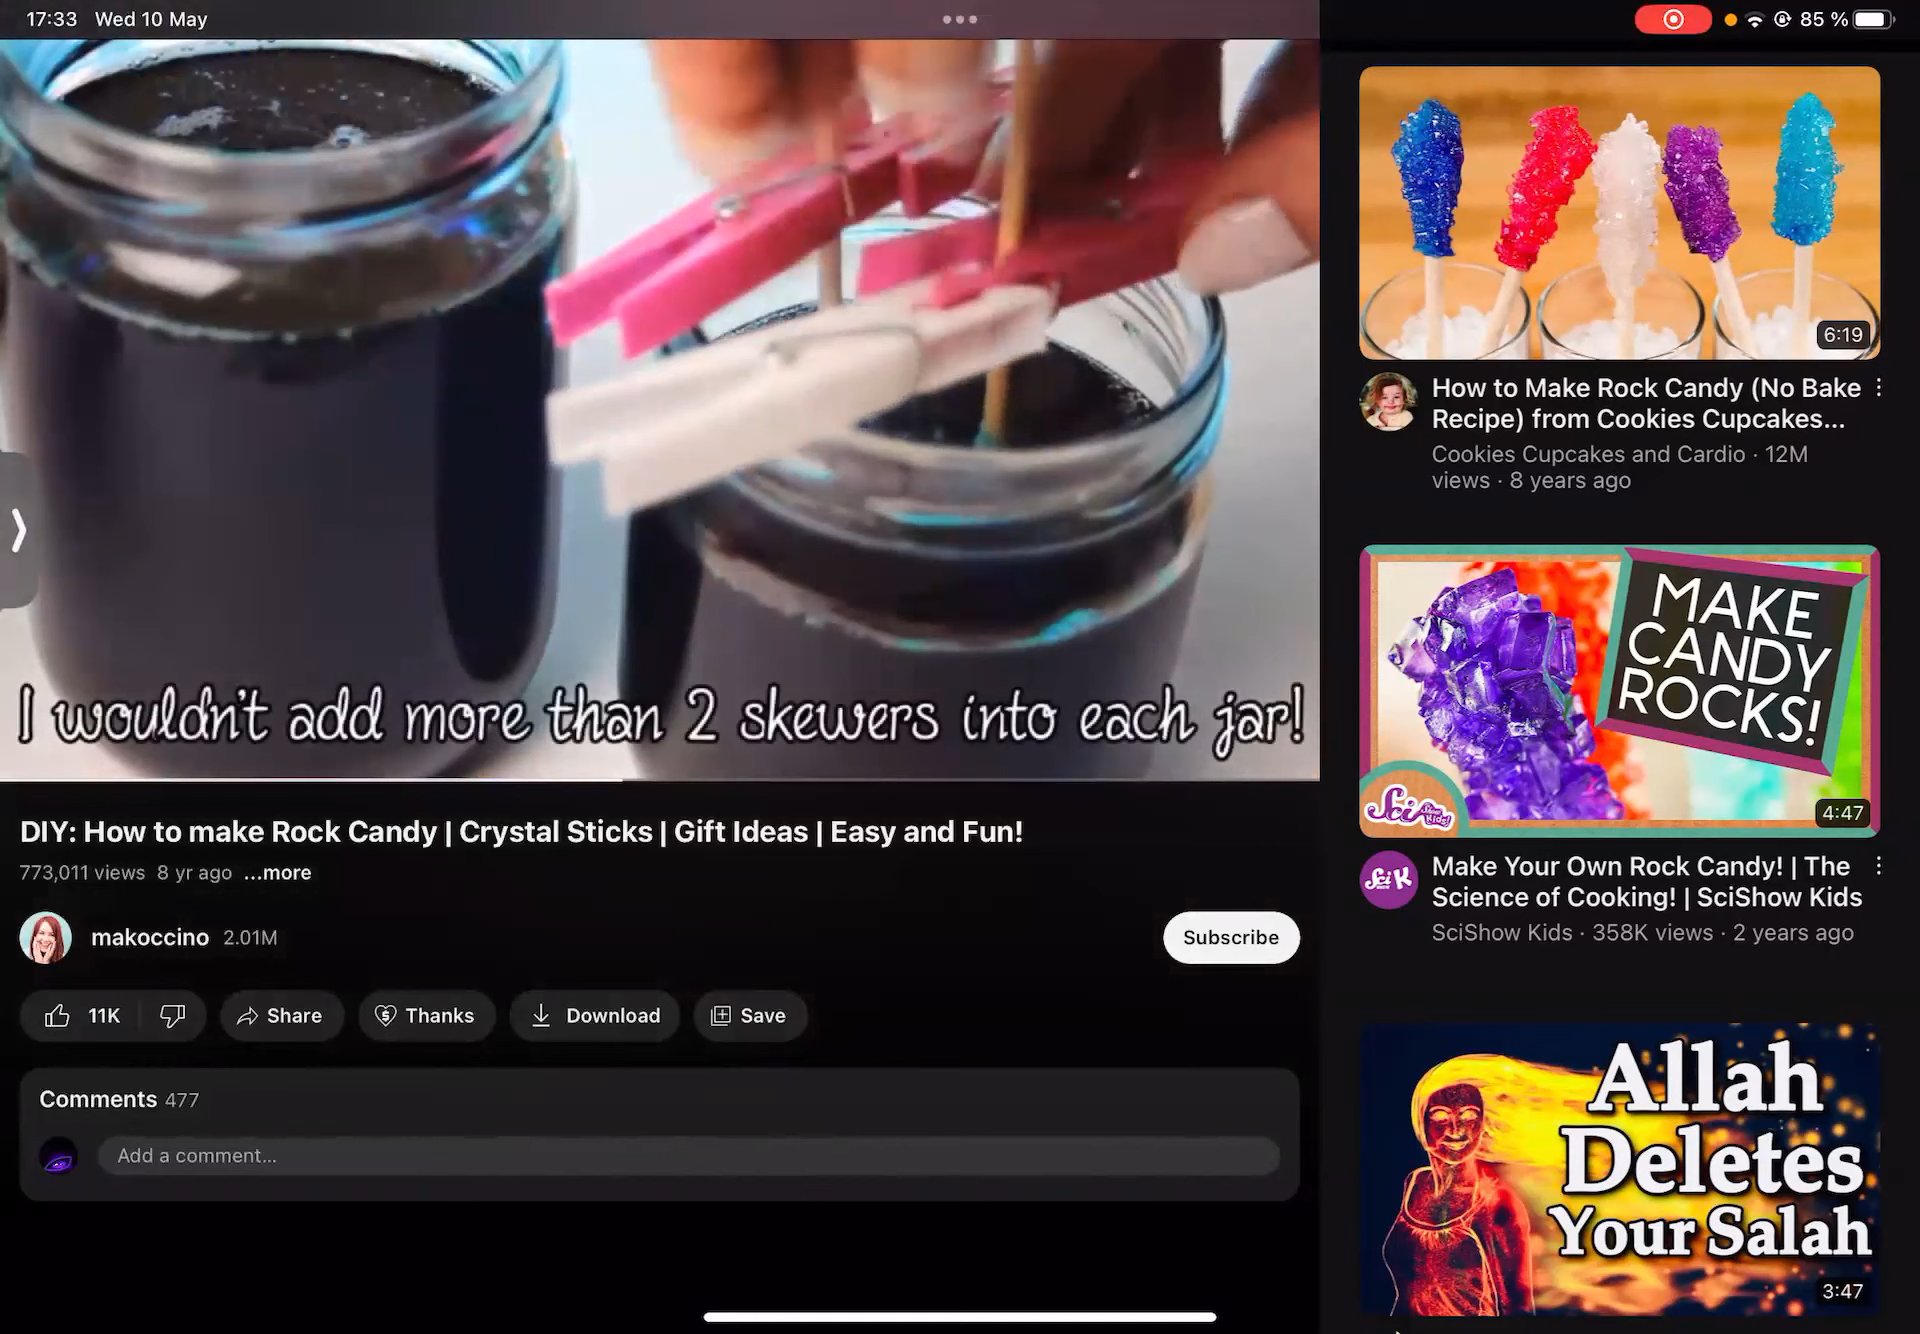 17:33 Wed 10 May
85 %
I wouldn't add more than 2 skewers into each jar!
DIY: How to make Rock Candy | Crystal Sticks | Gift Ideas | Easy and Fun!
773,011 views 8 yr ago ...more
makoccino 2.01M
Subscribe
11K
Share
Thanks
Download
Save
Comments 477
Add a comment...
6:19
How to Make Rock Candy (No Bake
Recipe) from Cookies Cupcakes...
Cookies Cupcakes and Cardio · 12M
views · 8 years ago
MAKE
CANDY
ROCKS!
Sci Show Kids!
4:47
Sci K
Make Your Own Rock Candy! | The
Science of Cooking! | SciShow Kids
SciShow Kids · 358K views · 2 years ago
Allah
Deletes
Your Salah
3:47